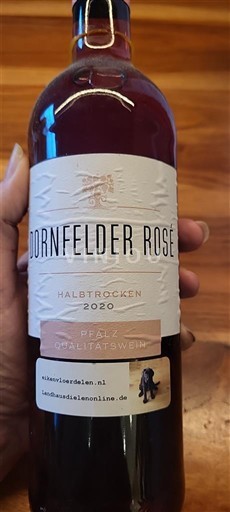 DORNFELDER ROSÉ
HALBTROCKEN
2020
PFALZ
QUALITÄTSWEIN
eikenvloerdelen.nl
landhausdielenonline.de